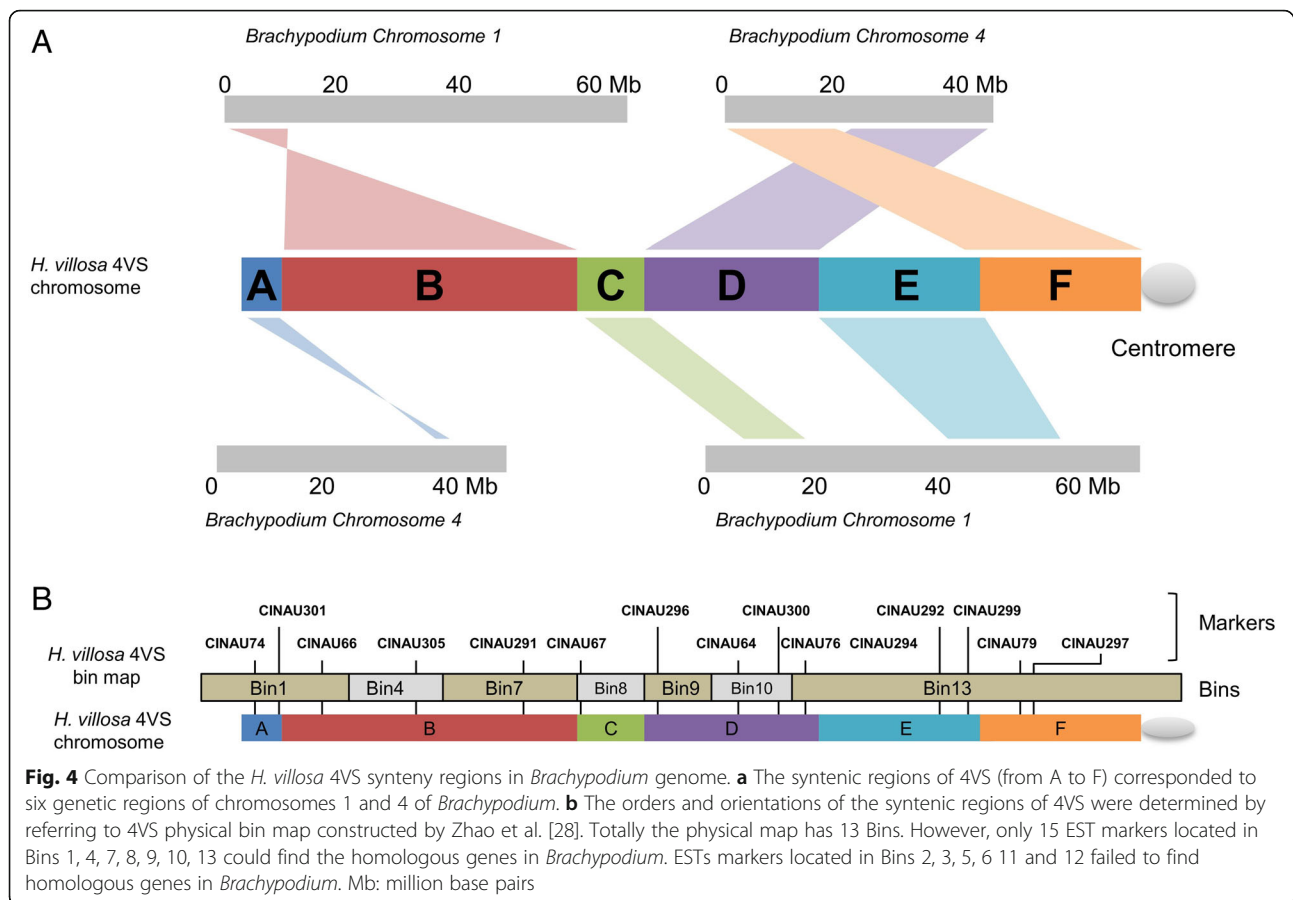 A
Brachypodium Chromosome 1
Brachypodium Chromosome 4
0 20 40 60 Mb
0 20 40 Mb
H. villosa 4VS
chromosome
A B C D E F
Centromere
0 20 40 Mb
Brachypodium Chromosome 4
0 20 40 60 Mb
Brachypodium Chromosome 1
B
CINAU301 CINAU296 CINAU300 CINAU292 CINAU299
CINAU74 CINAU66 CINAU305 CINAU291 CINAU67 CINAU64 CINAU76 CINAU294 CINAU79 CINAU297
Markers
H. villosa 4VS
bin map
Bin1 Bin4 Bin7 Bin8 Bin9 Bin10 Bin13
Bins
H. villosa 4VS
chromosome
A B C D E F
Fig. 4 Comparison of the H. villosa 4VS synteny regions in Brachypodium genome. a The syntenic regions of 4VS (from A to F) corresponded to
six genetic regions of chromosomes 1 and 4 of Brachypodium. b The orders and orientations of the syntenic regions of 4VS were determined by
referring to 4VS physical bin map constructed by Zhao et al. [28]. Totally the physical map has 13 Bins. However, only 15 EST markers located in
Bins 1, 4, 7, 8, 9, 10, 13 could find the homologous genes in Brachypodium. ESTs markers located in Bins 2, 3, 5, 6 11 and 12 failed to find
homologous genes in Brachypodium. Mb: million base pairs